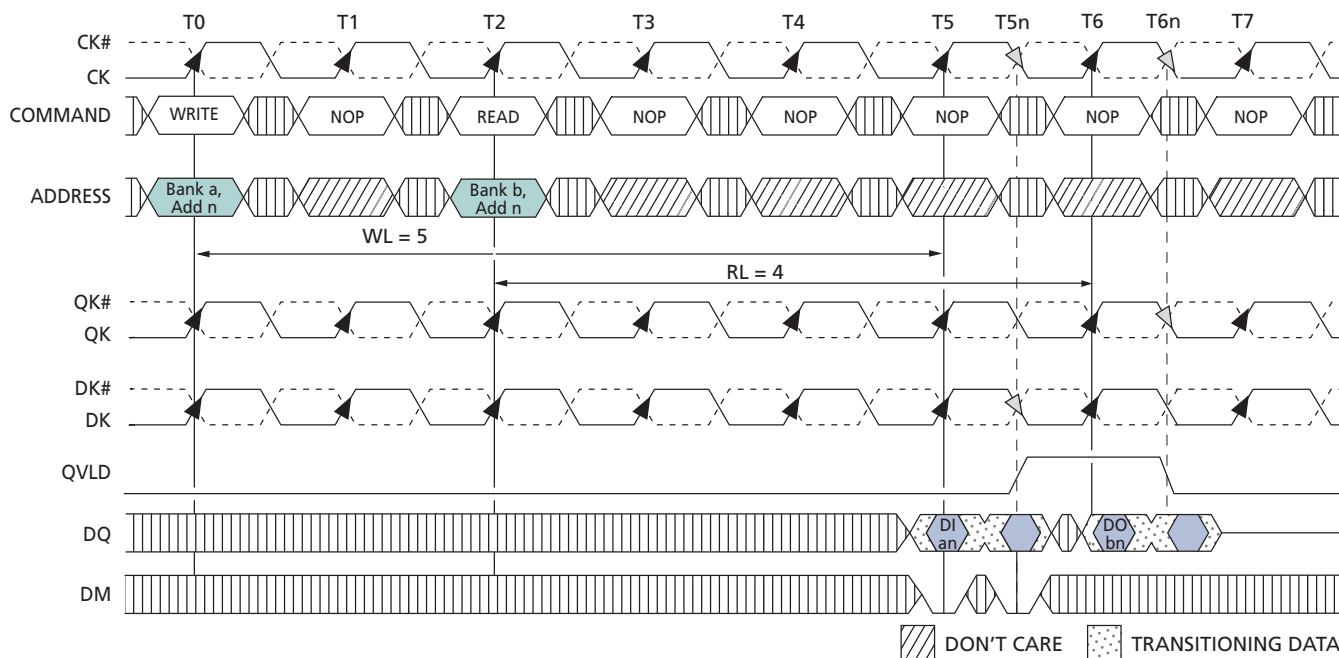 T0 T1 T2 T3 T4 T5 T5n T6 T6n T7
CK#
CK
COMMAND WRITE NOP READ NOP NOP NOP NOP NOP
ADDRESS Bank a, Add n Bank b, Add n
WL = 5
RL = 4
QK#
QK
DK#
DK
QVLD
DQ DI an DO bn
DM
DON'T CARE TRANSITIONING DATA